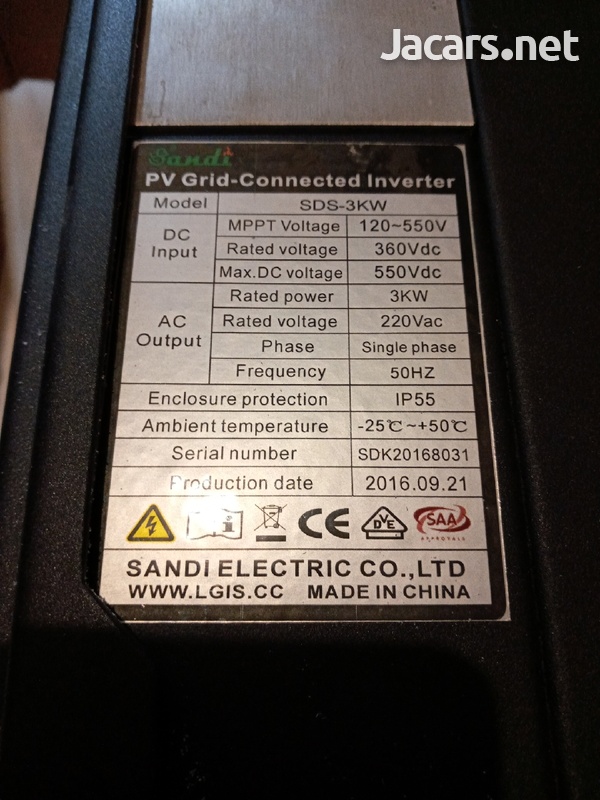 Jacars.net
Sandi
PV Grid-Connected Inverter
Model SDS-3KW
DC Input MPPT Voltage 120~550V
Rated voltage 360Vdc
Max.DC voltage 550Vdc
AC Output Rated power 3KW
Rated voltage 220Vac
Phase Single phase
Frequency 50HZ
Enclosure protection IP55
Ambient temperature -25℃~+50℃
Serial number SDK20168031
Production date 2016.09.21
i CE DVE SAA
APPROVALS
SANDI ELECTRIC CO.,LTD
WWW.LGIS.CC MADE IN CHINA